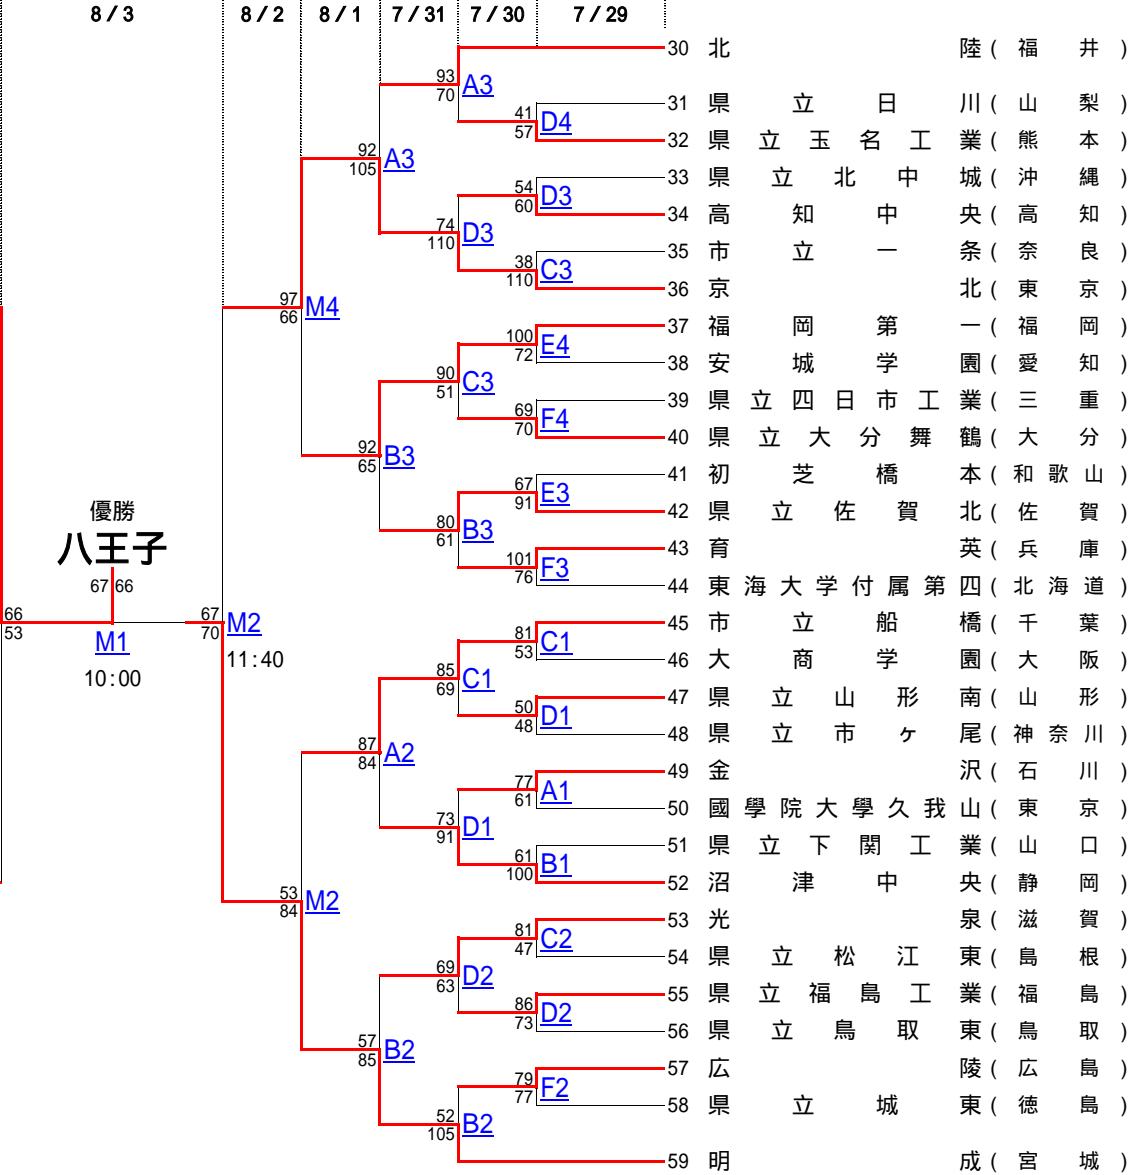 8/3 8/2 8/1 7/31 7/30 7/29
30 北陸(福井)
93
70 A3
31 県立日川(山梨)
41
57 D4
32 県立玉名工業(熊本)
92
105 A3
33 県立北中城(沖縄)
54
60 D3
34 高知中央(高知)
74
110 D3
35 市立一条(奈良)
38
110 C3
36 京北(東京)
97
66 M4
37 福岡第一(福岡)
100
72 E4
38 安城学園(愛知)
90
51 C3
39 県立四日市工業(三重)
69
70 F4
40 県立大分舞鶴(大分)
92
65 B3
41 初芝橋本(和歌山)
67
91 E3
42 県立佐賀北(佐賀)
80
61 B3
43 育英(兵庫)
101
76 F3
44 東海大学付属第四(北海道)
優勝
八王子
67 66
66
53
M1
10:00
67
70 M2
11:40
45 市立船橋(千葉)
81
53 C1
46 大商学園(大阪)
85
69 C1
47 県立山形南(山形)
50
48 D1
48 県立市ヶ尾(神奈川)
87
84 A2
49 金沢(石川)
77
61 A1
50 國學院大學久我山(東京)
73
91 D1
51 県立下関工業(山口)
61
100 B1
52 沼津中央(静岡)
53
84 M2
53 光泉(滋賀)
81
47 C2
54 県立松江東(島根)
69
63 D2
55 県立福島工業(福島)
86
73 D2
56 県立鳥取東(鳥取)
57
85 B2
57 広陵(広島)
79
77 F2
58 県立城東(徳島)
52
105 B2
59 明成(宮城)